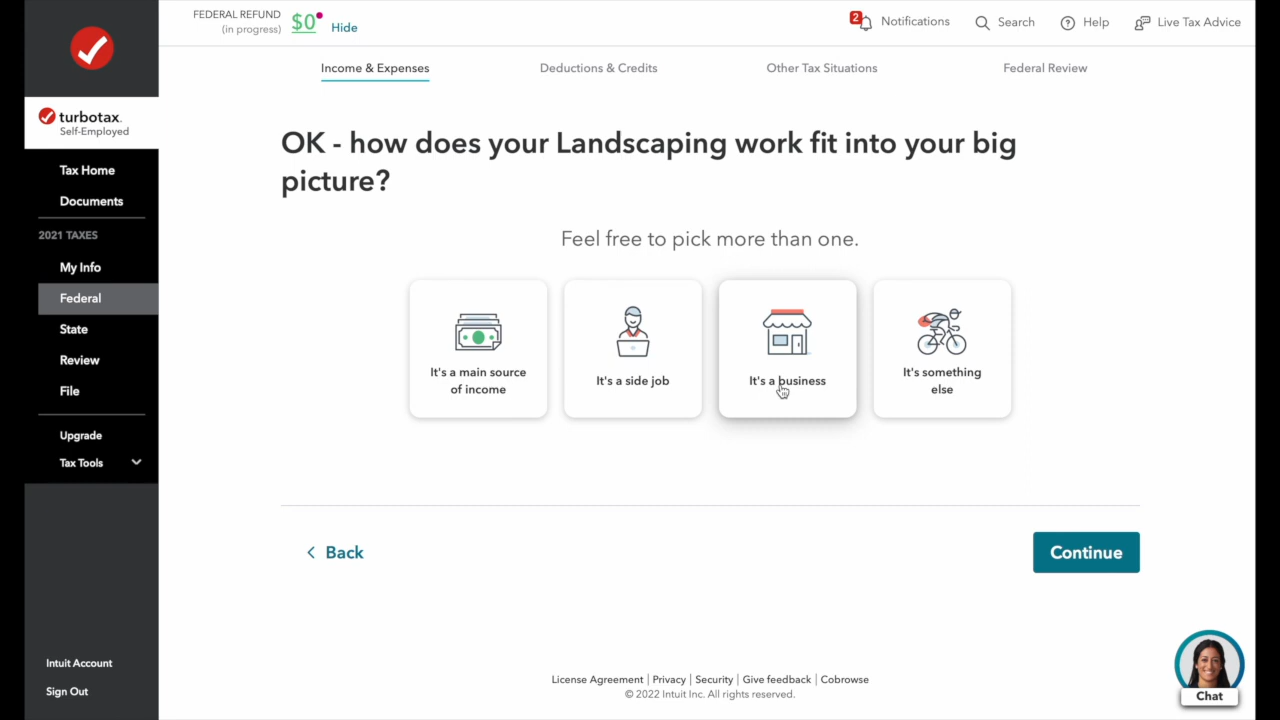 FEDERAL REFUND
(in progress)
$0
Hide
2
Notifications
Search
Help
Live Tax Advice
Income & Expenses
Deductions & Credits
Other Tax Situations
Federal Review
turbotax.
Self-Employed
Tax Home
Documents
2021 TAXES
My Info
Federal
State
Review
File
Upgrade
Tax Tools
Intuit Account
Sign Out
OK - how does your Landscaping work fit into your big
picture?
Feel free to pick more than one.
It's a main source
of income
It's a side job
It's a business
It's something
else
Back
Continue
Chat
License Agreement | Privacy | Security | Give feedback | Cobrowse
© 2022 Intuit Inc. All rights reserved.